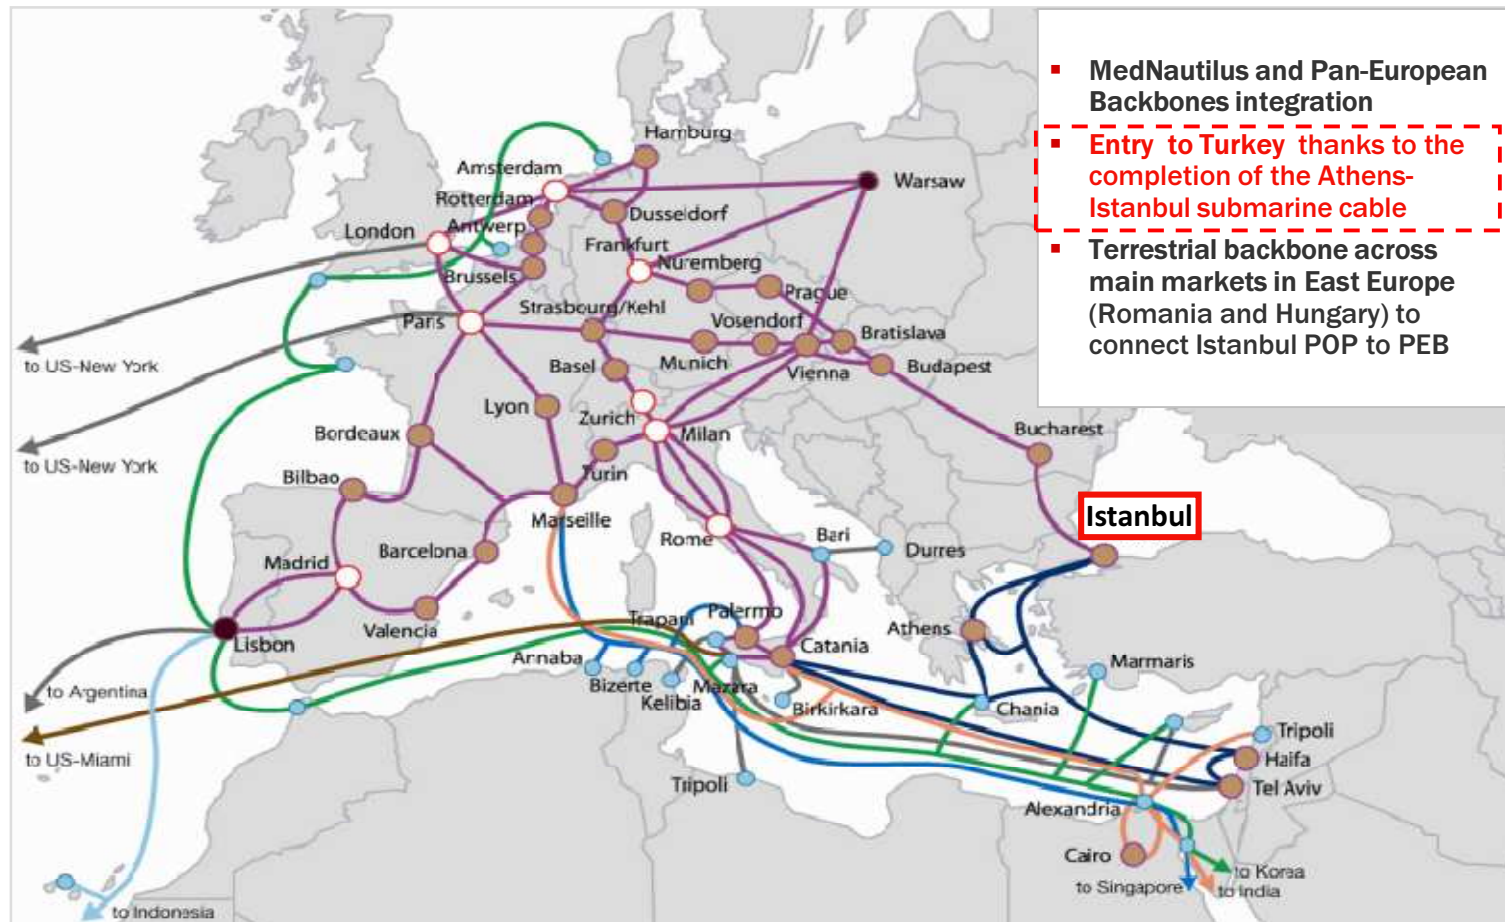 ▪ MedNautilus and Pan-European
Backbones integration
▪ Entry to Turkey thanks to the
completion of the Athens-
Istanbul submarine cable
▪ Terrestrial backbone across
main markets in East Europe
(Romania and Hungary) to
connect Istanbul POP to PEB
Hamburg
Amsterdam
Warsaw
Rotterdam
Dusseldorf
London
Antwerp
Frankfurt
Nuremberg
Brussels
Prague
Strasbourg/Kehl
Paris
Vosendorf
Bratislava
to US-New York
Basel
Munich
Vienna
Budapest
Lyon
Zurich
Milan
Bordeaux
Bucharest
to US-New York
Bilbao
Turin
Istanbul
Marseille
Rome
Bari
Durres
Barcelona
Madrid
Valencia
Trapani
Palermo
Athens
Lisbon
Catania
Annaba
Marmaris
to Argentina
Bizerte
Mazara
Kelibia
Birkirkara
Chania
Tripoli
to US-Miami
Haifa
Tripoli
Tel Aviv
Alexandria
Cairo
to Korea
to Singapore
to India
to Indonesia